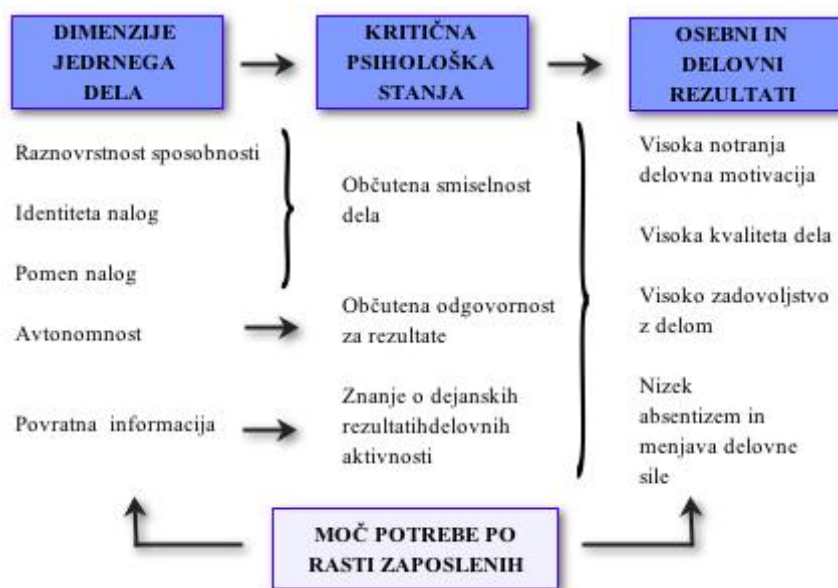 DIMENZIJE
JEDRNEGA
DELA
KRITIČNA
PSIHOLOŠKA
STANJA
OSEBNI IN
DELOVNI
REZULTATI
Raznovrstnost sposobnosti
Identiteta nalog
Pomen nalog
Avtonomnost
Povratna informacija
Občutena smiselnost
dela
Občutena odgovornost
za rezultate
Znanje o dejanskih
rezultatihdelovnih
aktivnosti
Visoka notranja
delovna motivacija
Visoka kvaliteta dela
Visoko zadovoljstvo
z delom
Nizek
absentizem in
menjava delovne
sile
MOČ POTREBE PO
RASTI ZAPOSLENIH